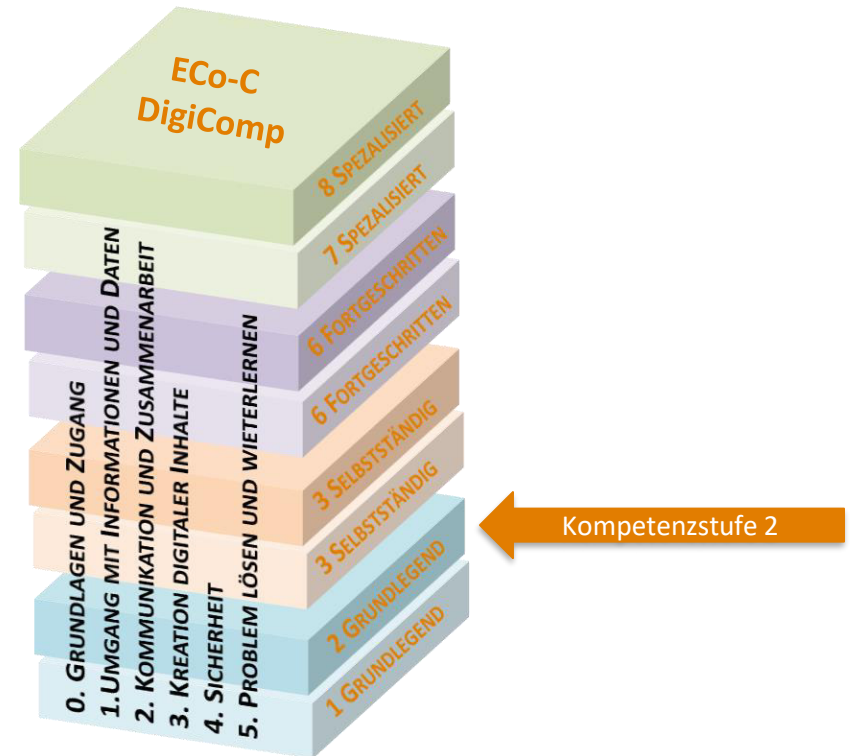 ECo-C
DigiComp
8 SPEZALISIERT
7 SPEZALISIERT
6 FORTGESCHRITTEN
6 FORTGESCHRITTEN
3 SELBSTSTÄNDIG
3 SELBSTSTÄNDIG
2 GRUNDLEGEND
1 GRUNDLEGEND
0. GRUNDLAGEN UND ZUGANG
1.UMGANG MIT INFORMATIONEN UND DATEN
2. KOMMUNIKATION UND ZUSAMMENARBEIT
3. KREATION DIGITALER INHALTE
4. SICHERHEIT
5. PROBLEM LÖSEN UND WIETERLERNEN
Kompetenzstufe 2